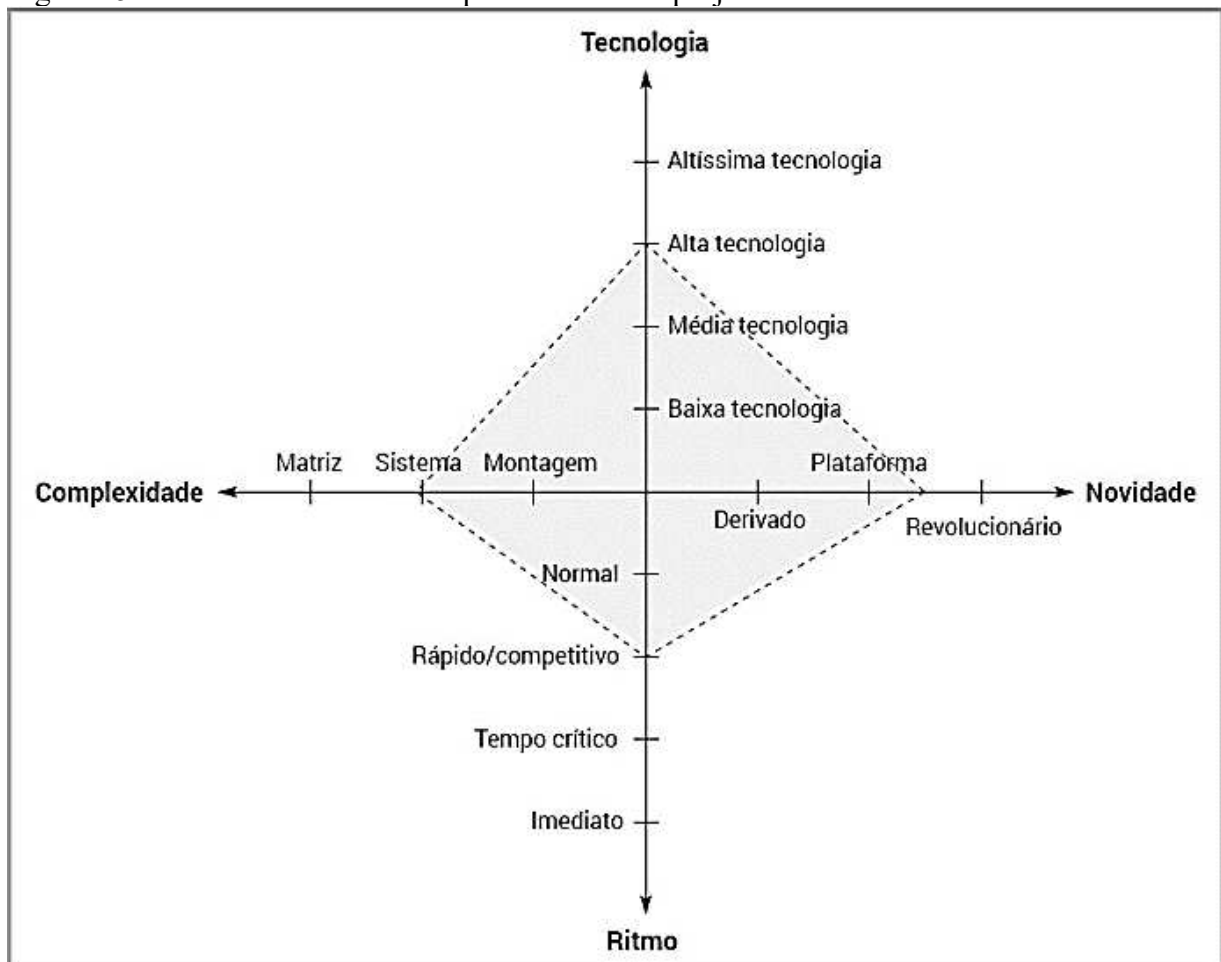 Tecnologia
Altíssima tecnologia
Alta tecnologia
Média tecnologia
Baixa tecnologia
Matriz Sistema Montagem Plataforma
Complexidade Novidade
Derivado Revolucionário
Normal
Rápido/competitivo
Tempo crítico
Imediato
Ritmo